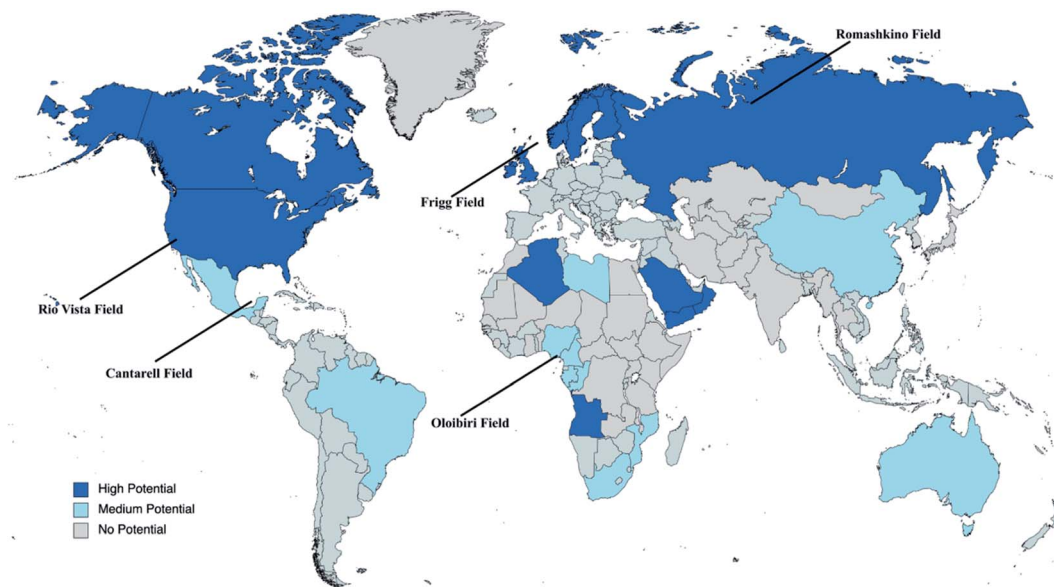 Romashkino Field
Frigg Field
Rio Vista Field
Cantarell Field
Oloibiri Field
High Potential
Medium Potential
No Potential